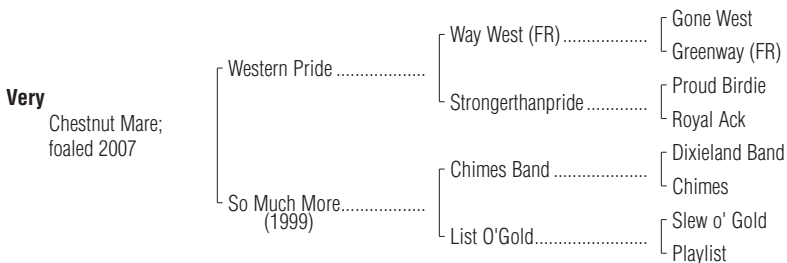 Gone West
Way West (FR) ..................
Greenway (FR)
Western Pride ...................
Proud Birdie
Strongerthanpride .............
Royal Ack
Very
Chestnut Mare;
foaled 2007
Dixieland Band
Chimes Band ....................
Chimes
So Much More..................
(1999)
Slew o' Gold
List O'Gold........................
Playlist